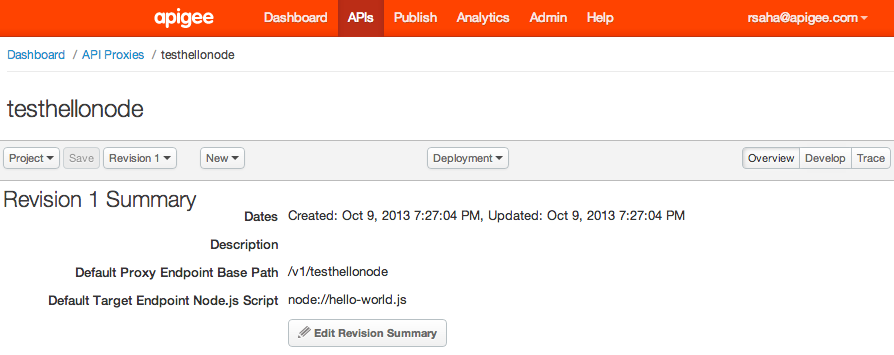 apigee Dashboard APIs Publish Analytics Admin Help rsaha@apigee.com
Dashboard / API Proxies / testhellonode
testhellonode
Project Save Revision 1 New Deployment Overview Develop Trace
Revision 1 Summary
Dates Created: Oct 9, 2013 7:27:04 PM, Updated: Oct 9, 2013 7:27:04 PM
Description
Default Proxy Endpoint Base Path /v1/testhellonode
Default Target Endpoint Node.js Script node://hello-world.js
Edit Revision Summary